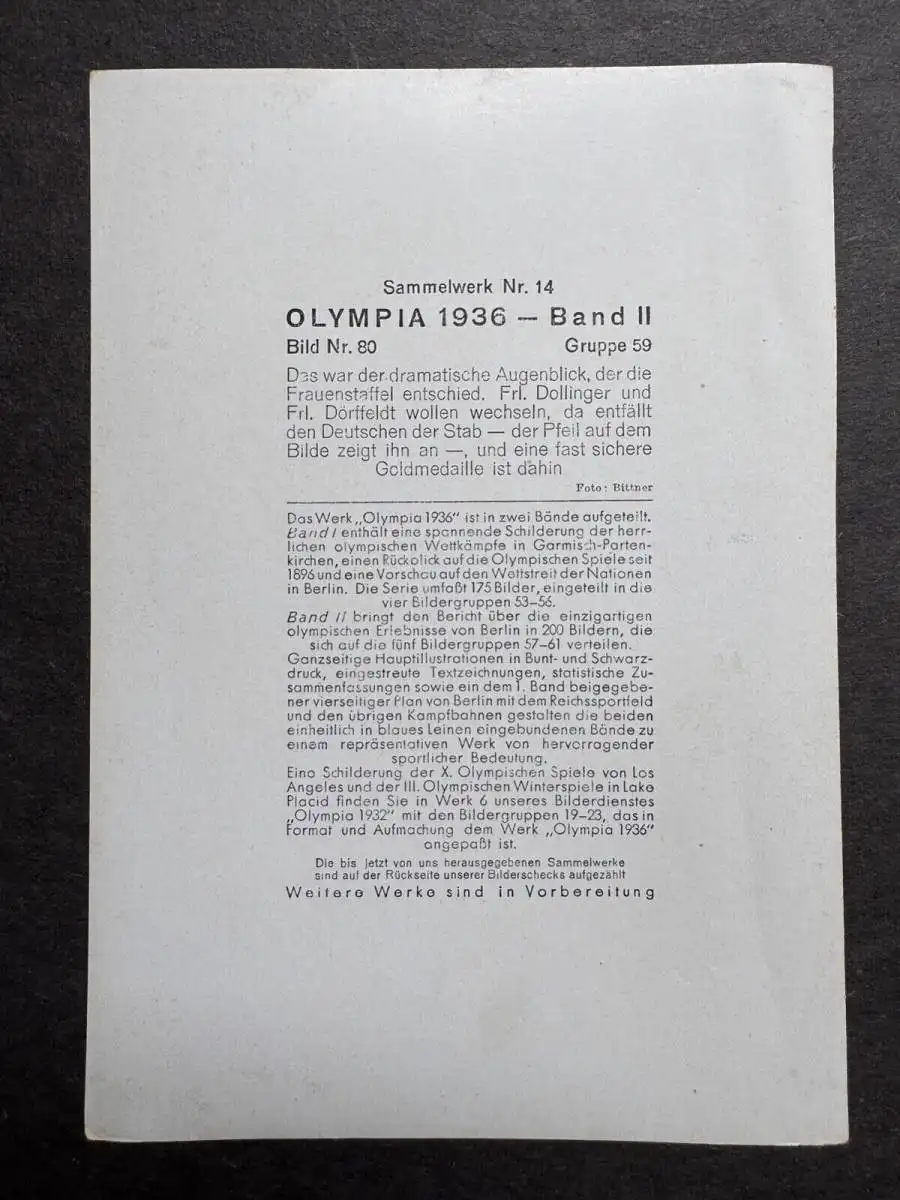 Sammelwerk Nr. 14
OLYMPIA 1936 — Band II
Bild Nr. 80 Gruppe 59
Das war der dramatische Augenblick, der die
Frauenstaffel entschied. Frl. Dollinger und
Frl. Dörffeldt wollen wechseln, da entfällt
den Deutschen der Stab — der Pfeil auf dem
Bilde zeigt ihn an —, und eine fast sichere
Goldmedaille ist dahin
Foto: Bittner
Das Werk „Olympia 1936" ist in zwei Bände aufgeteilt.
Band I enthält eine spannende Schilderung der herr-
lichen olympischen Wettkämpfe in Garmisch-Parten-
kirchen, einen Rückblick auf die Olympischen Spiele seit
1896 und eine Vorschau auf den Wettstreit der Nationen
in Berlin. Die Serie umfaßt 175 Bilder, eingeteilt in die
vier Bildergruppen 53–56.
Band II bringt den Bericht über die einzigartigen
olympischen Erlebnisse von Berlin in 200 Bildern, die
sich auf die fünf Bildergruppen 57–61 verteilen.
Ganzseitige Hauptillustrationen in Bunt- und Schwarz-
druck, eingestreute Textzeichnungen, statistische Zu-
sammenfassungen sowie ein dem 1. Band beigegebe-
ner vierseitiger Plan von Berlin mit dem Reichssportfeld
und den übrigen Kampfbahnen gestalten die beiden
einheitlich in blaues Leinen eingebundenen Bände zu
einem repräsentativen Werk von hervorragender
sportlicher Bedeutung.
Eine Schilderung der X. Olympischen Spiele von Los
Angeles und der III. Olympischen Winterspiele in Lake
Placid finden Sie in Werk 6 unseres Bilderdienstes
„Olympia 1932" mit den Bildergruppen 19–23, das in
Format und Aufmachung dem Werk „Olympia 1936"
angepaßt ist.
Die bis jetzt von uns herausgegebenen Sammelwerke
sind auf der Rückseite unserer Bilderschecks aufgezählt
Weitere Werke sind in Vorbereitung